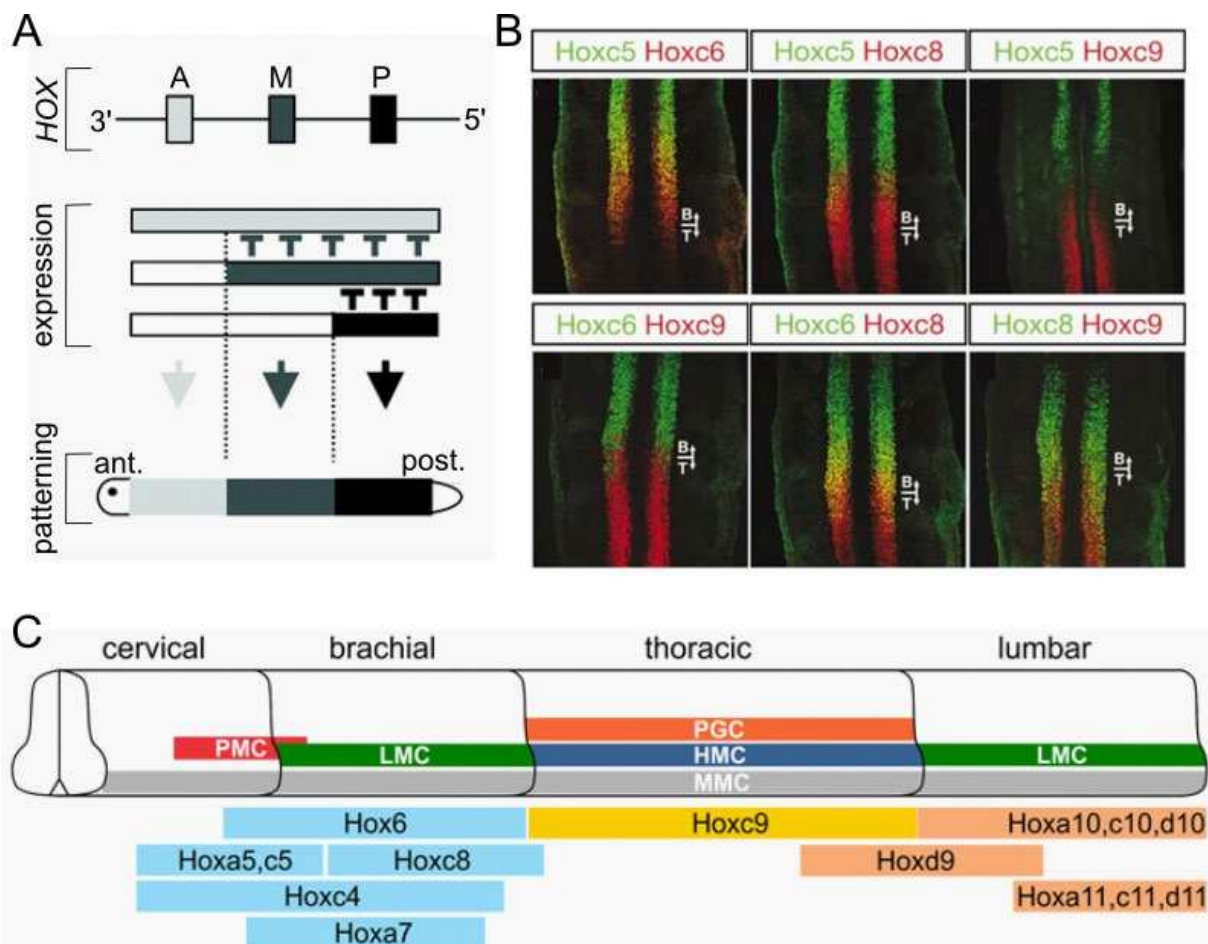 A
HOX
A M P
3' 5'
expression
patterning
ant. post.
B
Hoxc5 Hoxc6
B
T
Hoxc5 Hoxc8
B
T
Hoxc5 Hoxc9
B
T
Hoxc6 Hoxc9
B
T
Hoxc6 Hoxc8
B
T
Hoxc8 Hoxc9
B
T
C
cervical brachial thoracic lumbar
PGC
PMC LMC HMC LMC
MMC
Hox6 Hoxc9 Hoxa10,c10,d10
Hoxa5,c5 Hoxc8 Hoxd9
Hoxc4 Hoxa11,c11,d11
Hoxa7